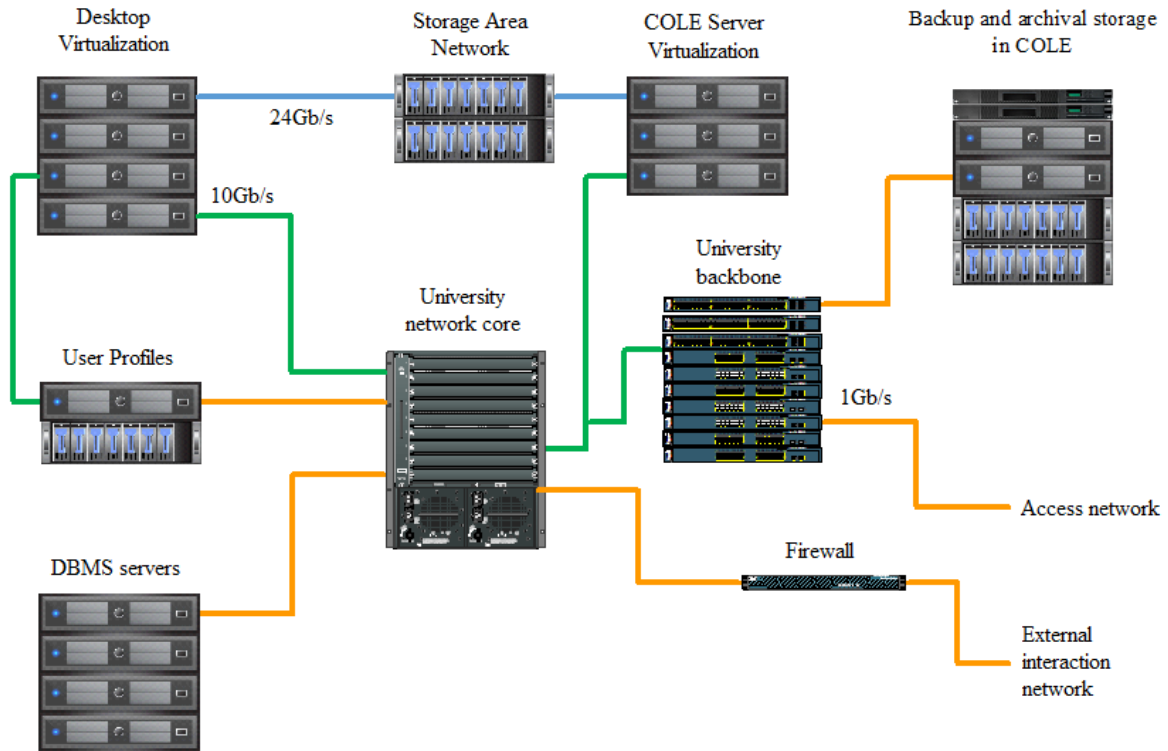 Desktop
Virtualization
Storage Area
Network
COLE Server
Virtualization
Backup and archival storage
in COLE
24Gb/s
10Gb/s
University
network core
University
backbone
User Profiles
1Gb/s
Access network
DBMS servers
Firewall
External
interaction
network